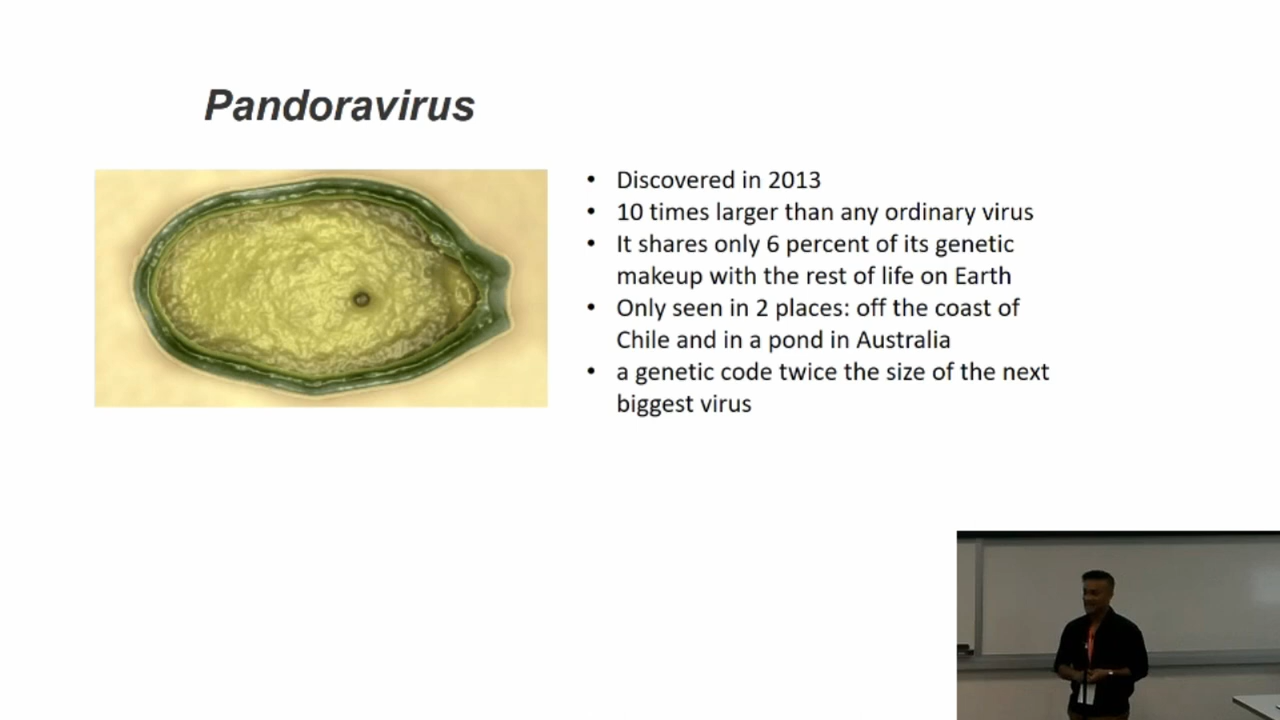 Pandoravirus
• Discovered in 2013
• 10 times larger than any ordinary virus
• It shares only 6 percent of its genetic
makeup with the rest of life on Earth
• Only seen in 2 places: off the coast of
Chile and in a pond in Australia
• a genetic code twice the size of the next
biggest virus